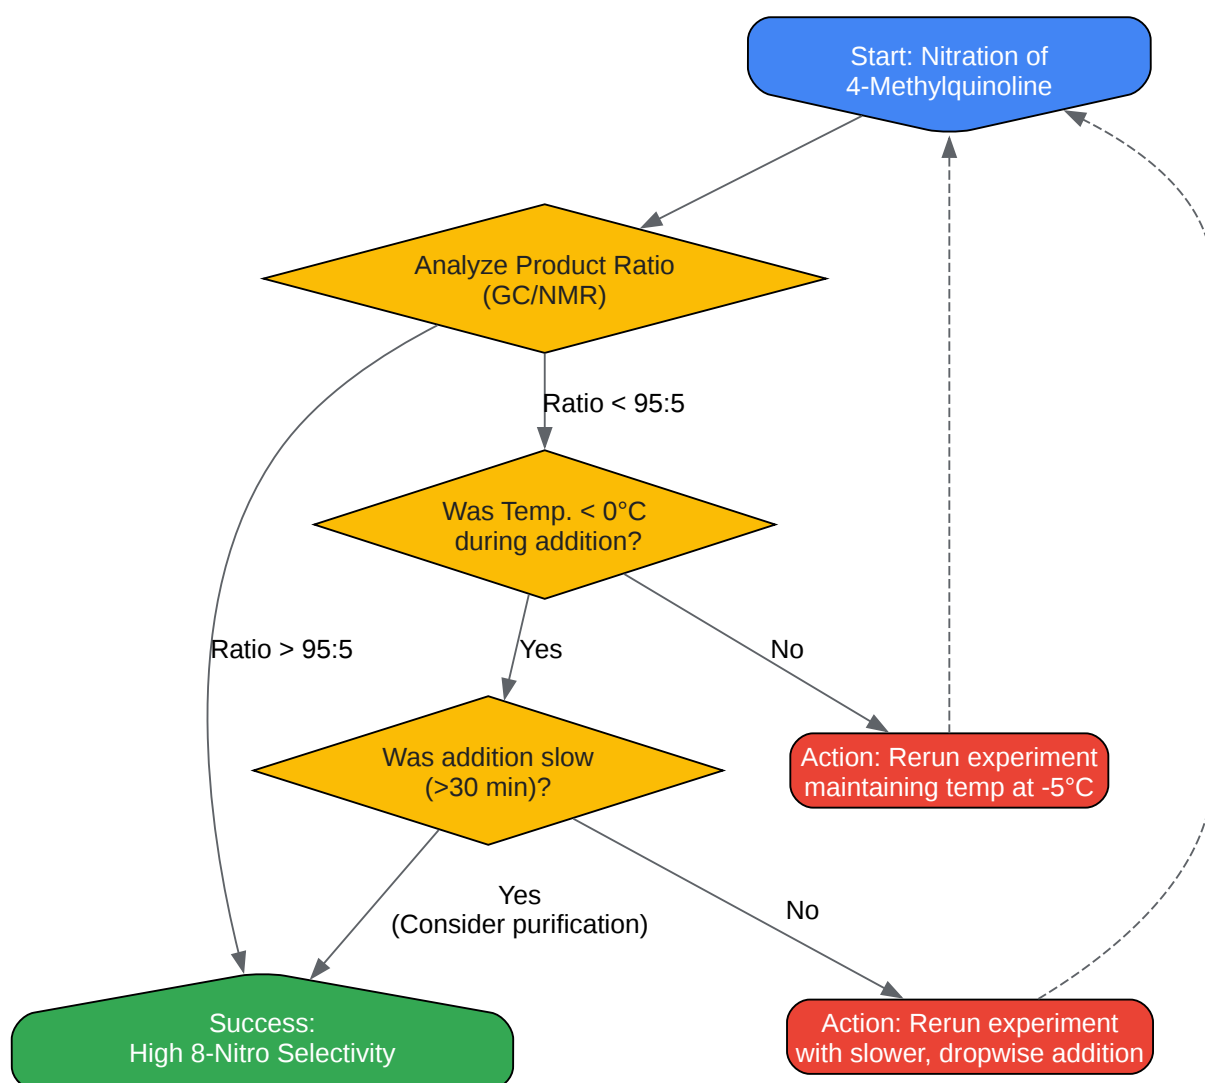 Start: Nitration of
4-Methylquinoline
Analyze Product Ratio
(GC/NMR)
Ratio < 95:5
Was Temp. < 0°C
during addition?
Ratio > 95:5
Yes
No
Was addition slow
(>30 min)?
Action: Rerun experiment
maintaining temp at -5°C
Yes
(Consider purification)
No
Success:
High 8-Nitro Selectivity
Action: Rerun experiment
with slower, dropwise addition